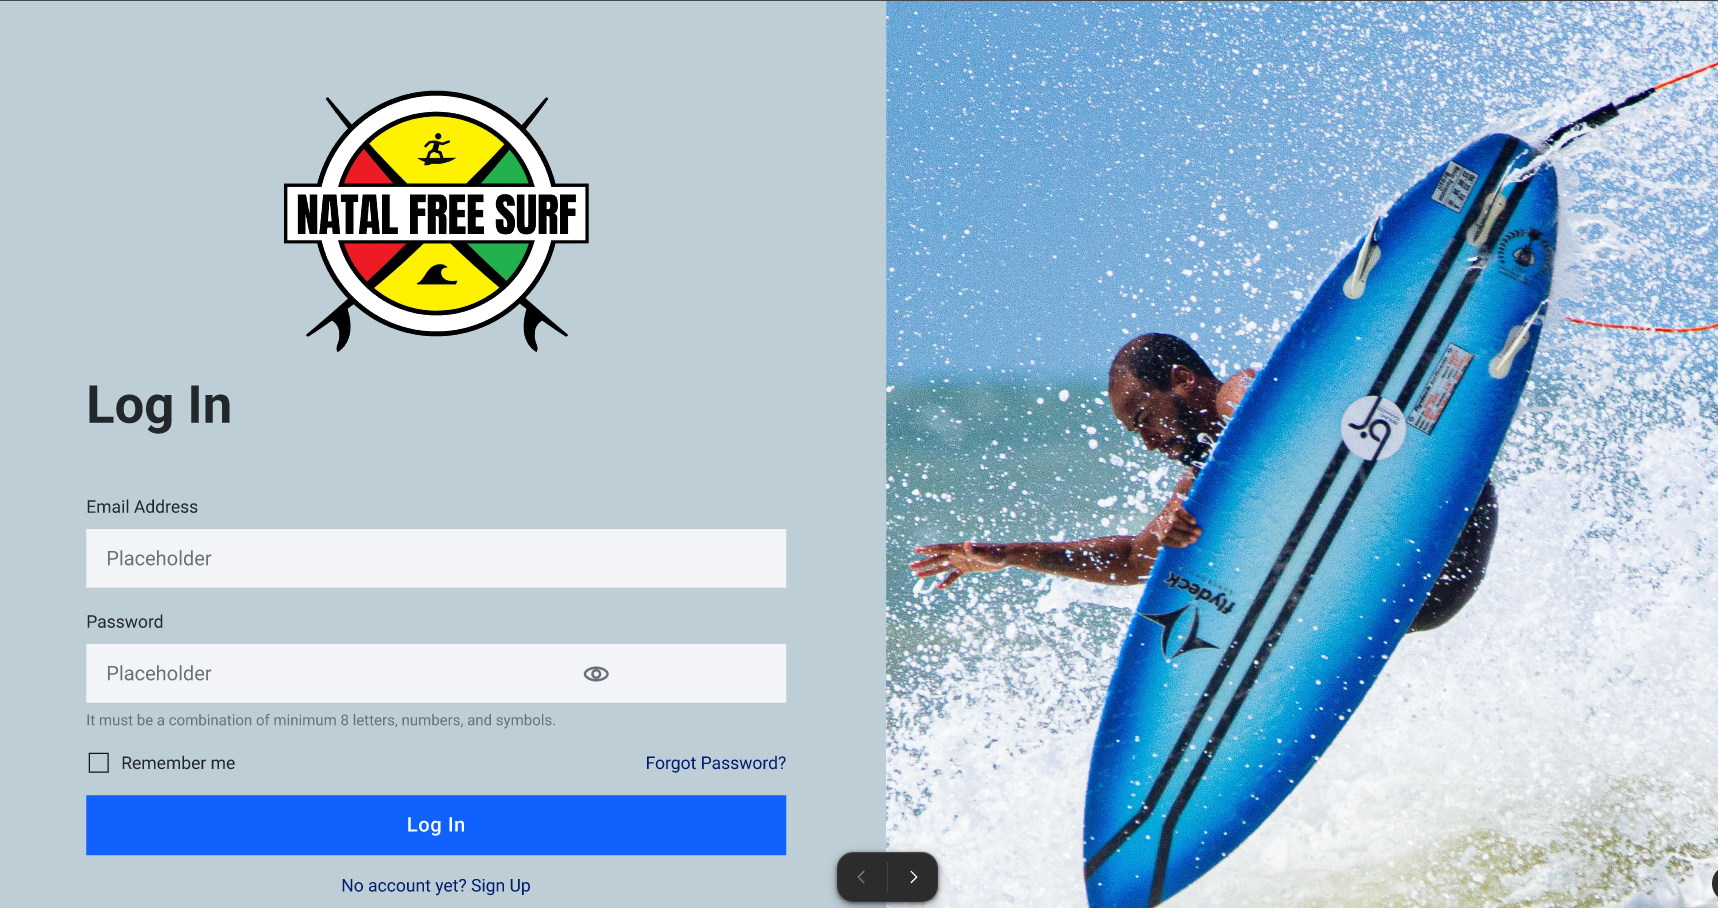 NATAL FREE SURF
Log In
Email Address
Placeholder
Password
Placeholder
It must be a combination of minimum 8 letters, numbers, and symbols.
Remember me
Forgot Password?
Log In
No account yet? Sign Up
flydeck